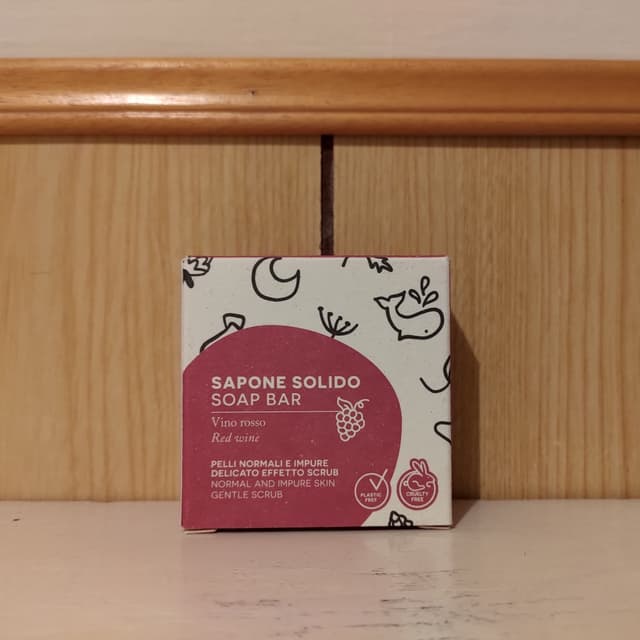 SAPONE SOLIDO
SOAP BAR
Vino rosso
Red wine
PELLI NORMALI E IMPURE
DELICATO EFFETTO SCRUB
NORMAL AND IMPURE SKIN
GENTLE SCRUB
PLASTIC
FREE
CRUELTY
FREE